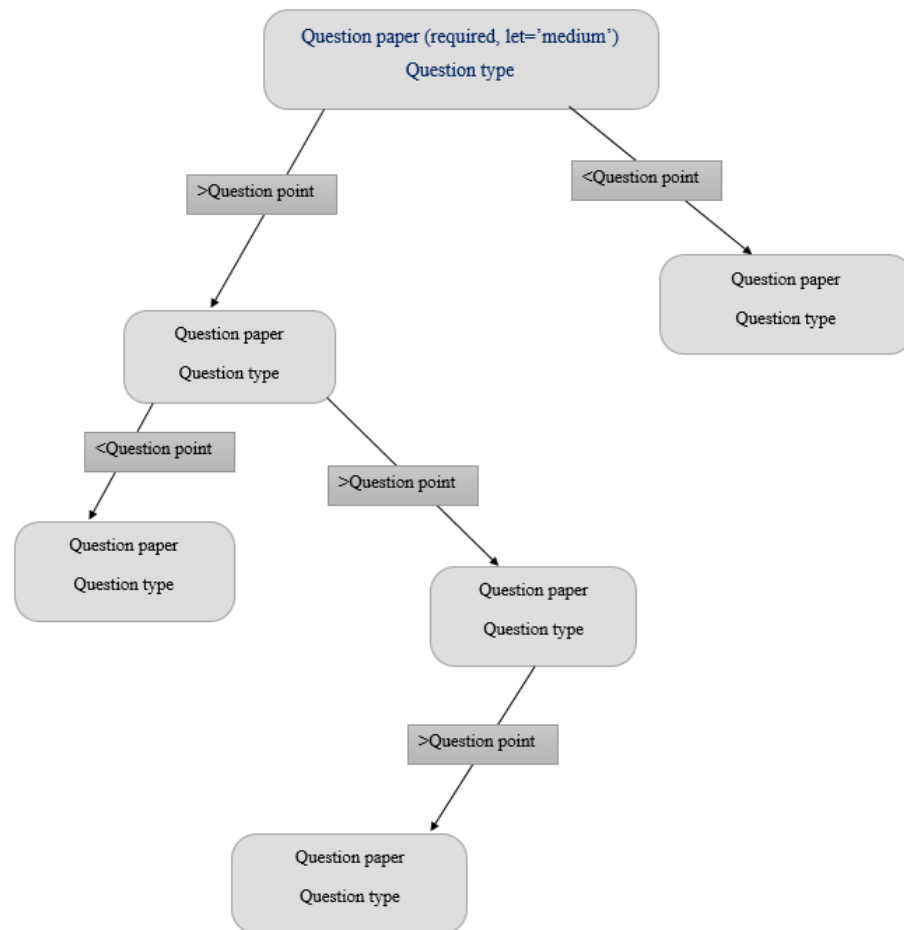 Question paper (required, let=’medium’)
Question type
>Question point
<Question point
Question paper
Question type
Question paper
Question type
<Question point
>Question point
Question paper
Question type
Question paper
Question type
>Question point
Question paper
Question type